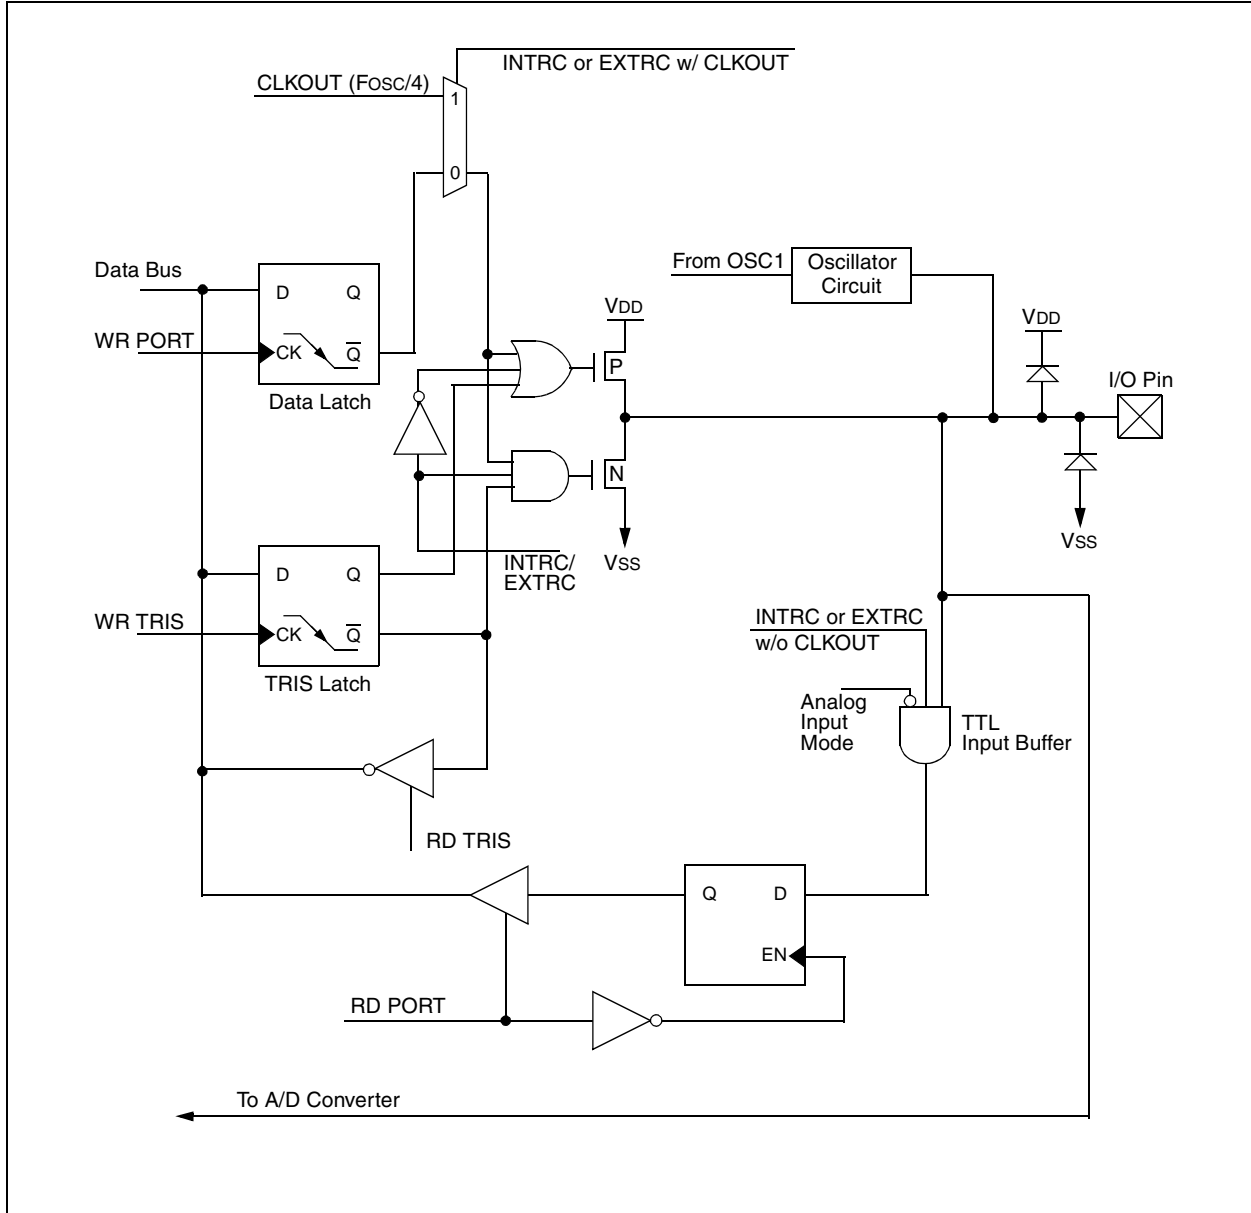 INTRC or EXTRC w/ CLKOUT
CLKOUT (FOSC/4)
1
0
From OSC1
Oscillator
Circuit
Data Bus
D
Q
VDD
VDD
WR PORT
CK
Q̅
P
I/O Pin
Data Latch
N
VSS
VSS
INTRC/
EXTRC
D
Q
WR TRIS
CK
Q̅
INTRC or EXTRC
w/o CLKOUT
TRIS Latch
Analog
Input
Mode
TTL
Input Buffer
RD TRIS
Q
D
EN
RD PORT
To A/D Converter